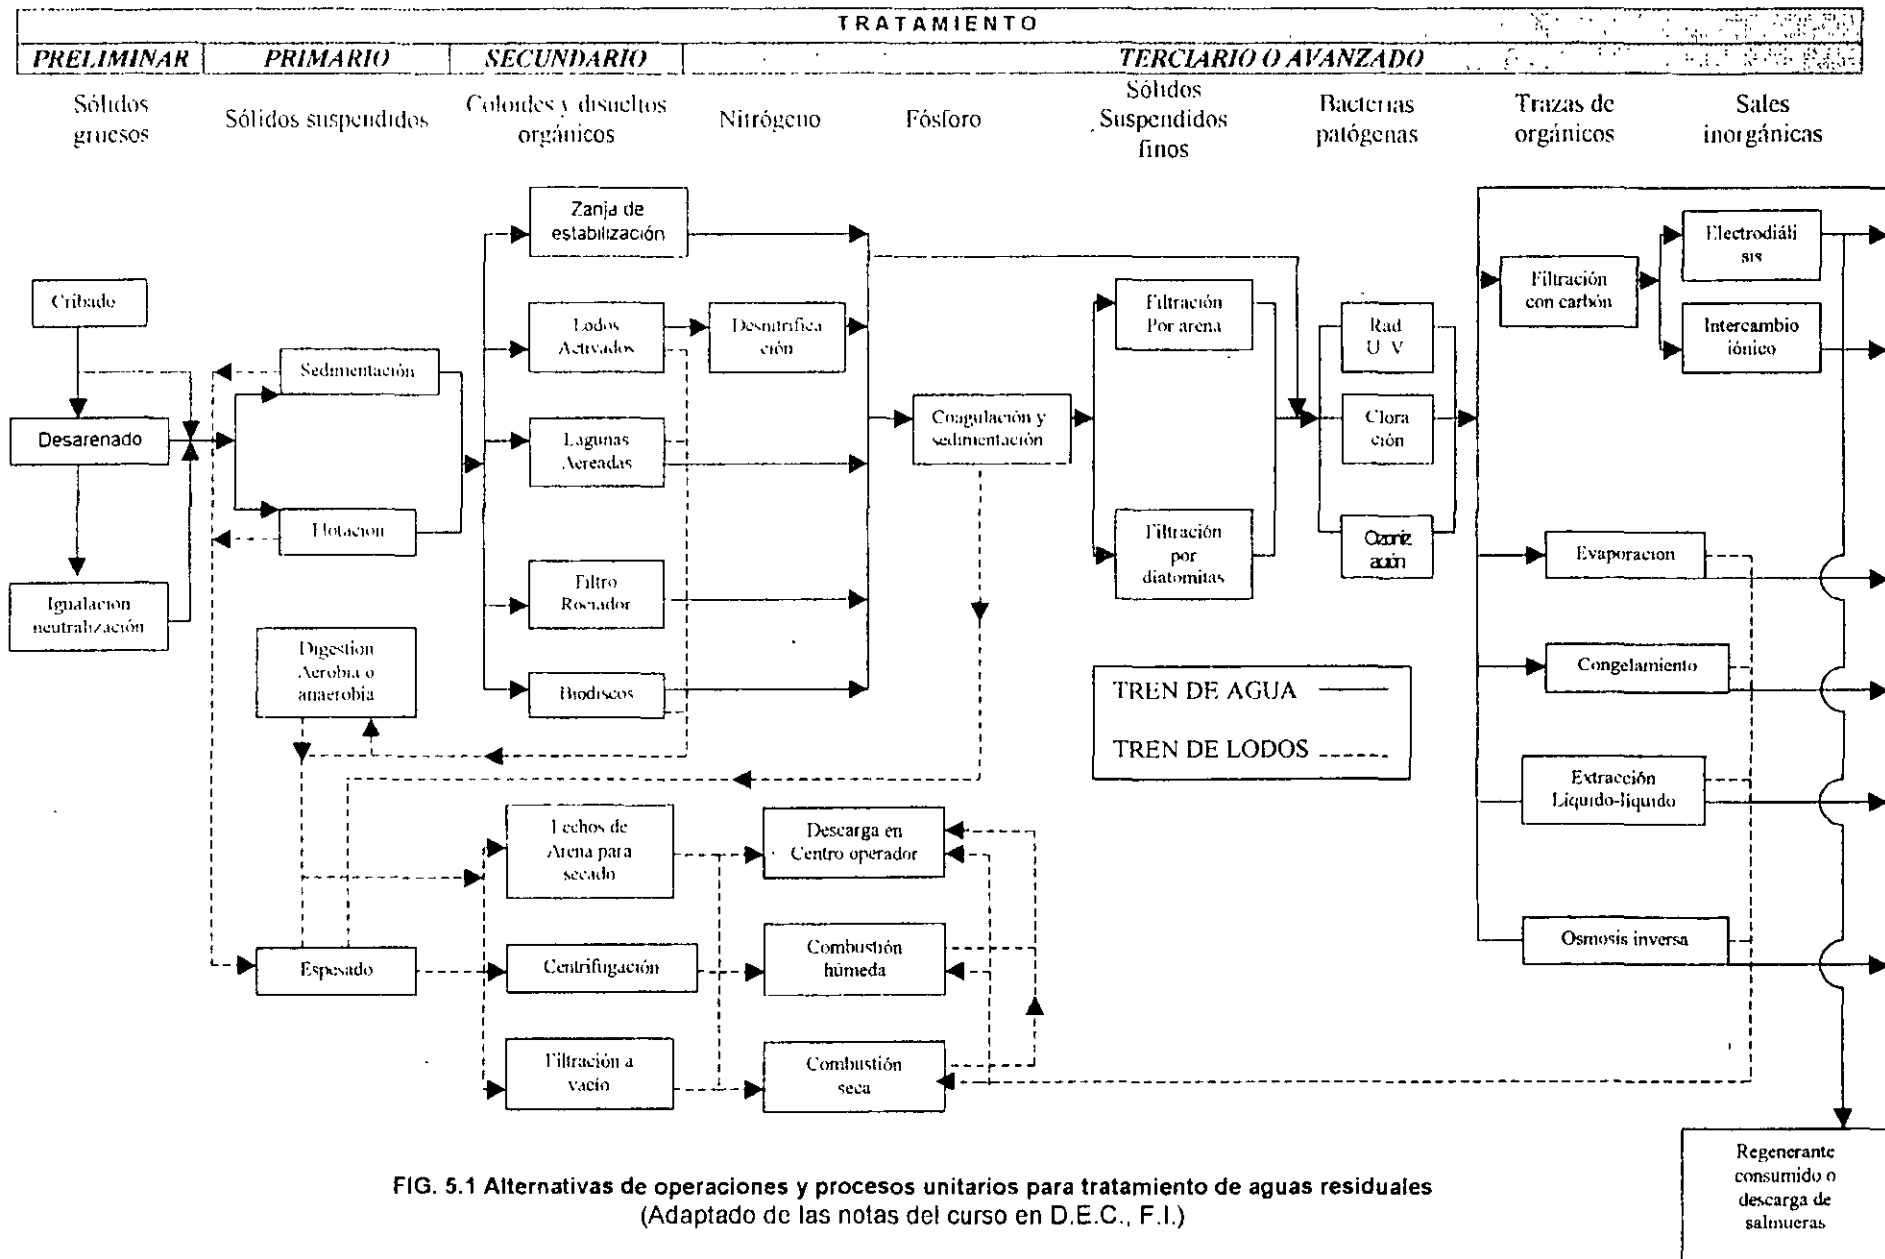 TRATAMIENTO
PRELIMINAR
PRIMARIO
SECUNDARIO
TERCIARIO O AVANZADO
Sólidos
gruesos
Sólidos suspendidos
Coloides y disueltos
orgánicos
Nitrógeno
Fósforo
Sólidos
Suspendidos
finos
Bacterias
patógenas
Trazas de
orgánicos
Sales
inorgánicas
Cribado
Desarenado
Igualacion
neutralización
Sedimentación
Flotacion
Digestion
Aerobia o
anaerobia
Espesado
Zanja de
estabilización
Lodos
Activados
Lagunas
Aereadas
Filtro
Rociador
Biodiscos
Desnitrifica
ción
Coagulación y
sedimentación
Filtración
Por arena
Filtración
por
diatomitas
Rad
U V
Clora
ción
Ozoniz
ación
Filtración
con carbón
Electrodiáli
sis
Intercambio
iónico
Evaporacion
Congelamiento
Extracción
Líquido-líquido
Osmosis inversa
TREN DE AGUA
TREN DE LODOS
Lechos de
Arena para
secado
Centrifugación
Filtración a
vacío
Descarga en
Centro operador
Combustión
húmeda
Combustión
seca
Regenerante
consumido o
descarga de
salmueras
FIG. 5.1 Alternativas de operaciones y procesos unitarios para tratamiento de aguas residuales
(Adaptado de las notas del curso en D.E.C., F.I.)